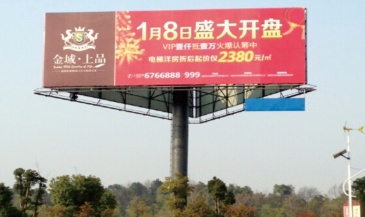 金域·上品
1月8日盛大开盘
VIP壹仟抵壹万火爆认筹中
电梯洋房折后起价仅2380元/㎡
6766888 999